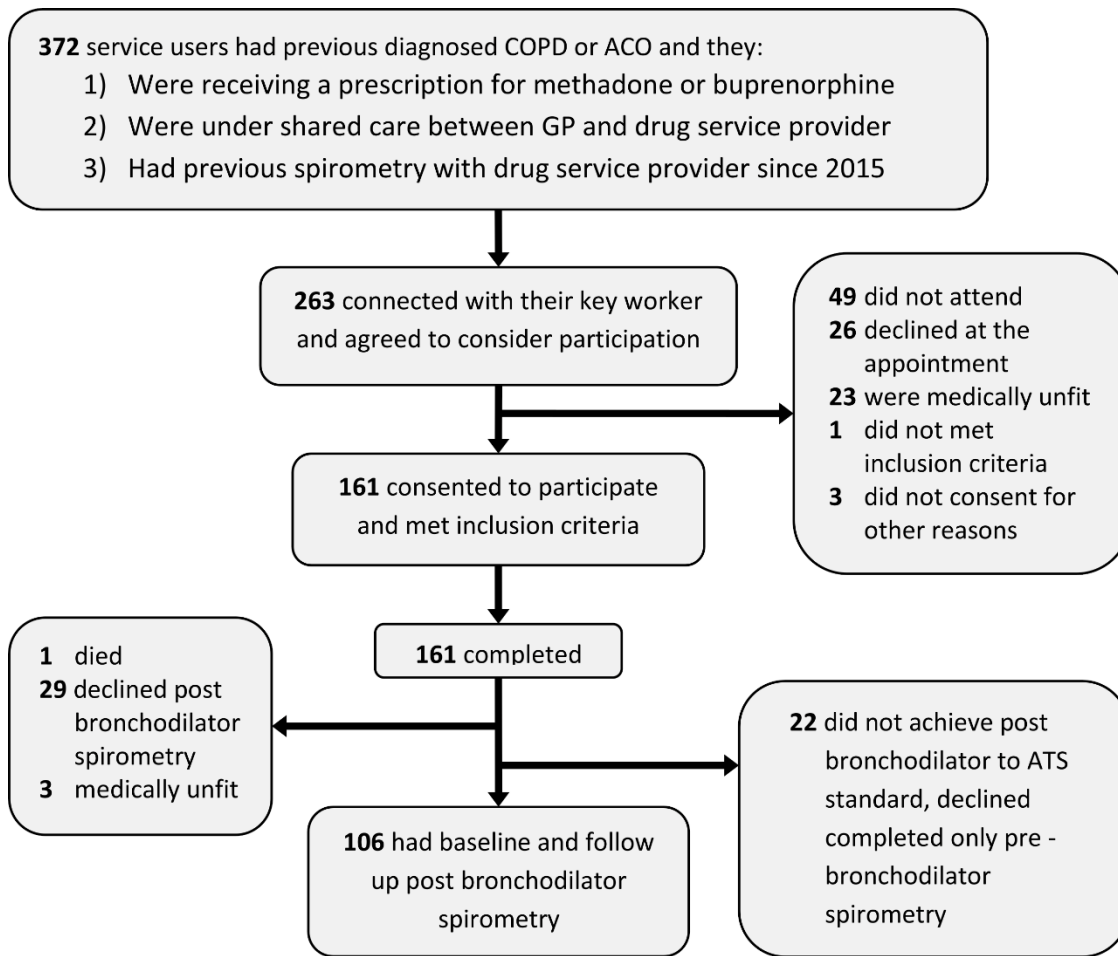 372 service users had previous diagnosed COPD or ACO and they:
1) Were receiving a prescription for methadone or buprenorphine
2) Were under shared care between GP and drug service provider
3) Had previous spirometry with drug service provider since 2015
263 connected with their key worker
and agreed to consider participation
49 did not attend
26 declined at the
appointment
23 were medically unfit
1 did not met
inclusion criteria
3 did not consent for
other reasons
161 consented to participate
and met inclusion criteria
161 completed
1 died
29 declined post
bronchodilator
spirometry
3 medically unfit
22 did not achieve post
bronchodilator to ATS
standard, declined
completed only pre -
bronchodilator
spirometry
106 had baseline and follow
up post bronchodilator
spirometry